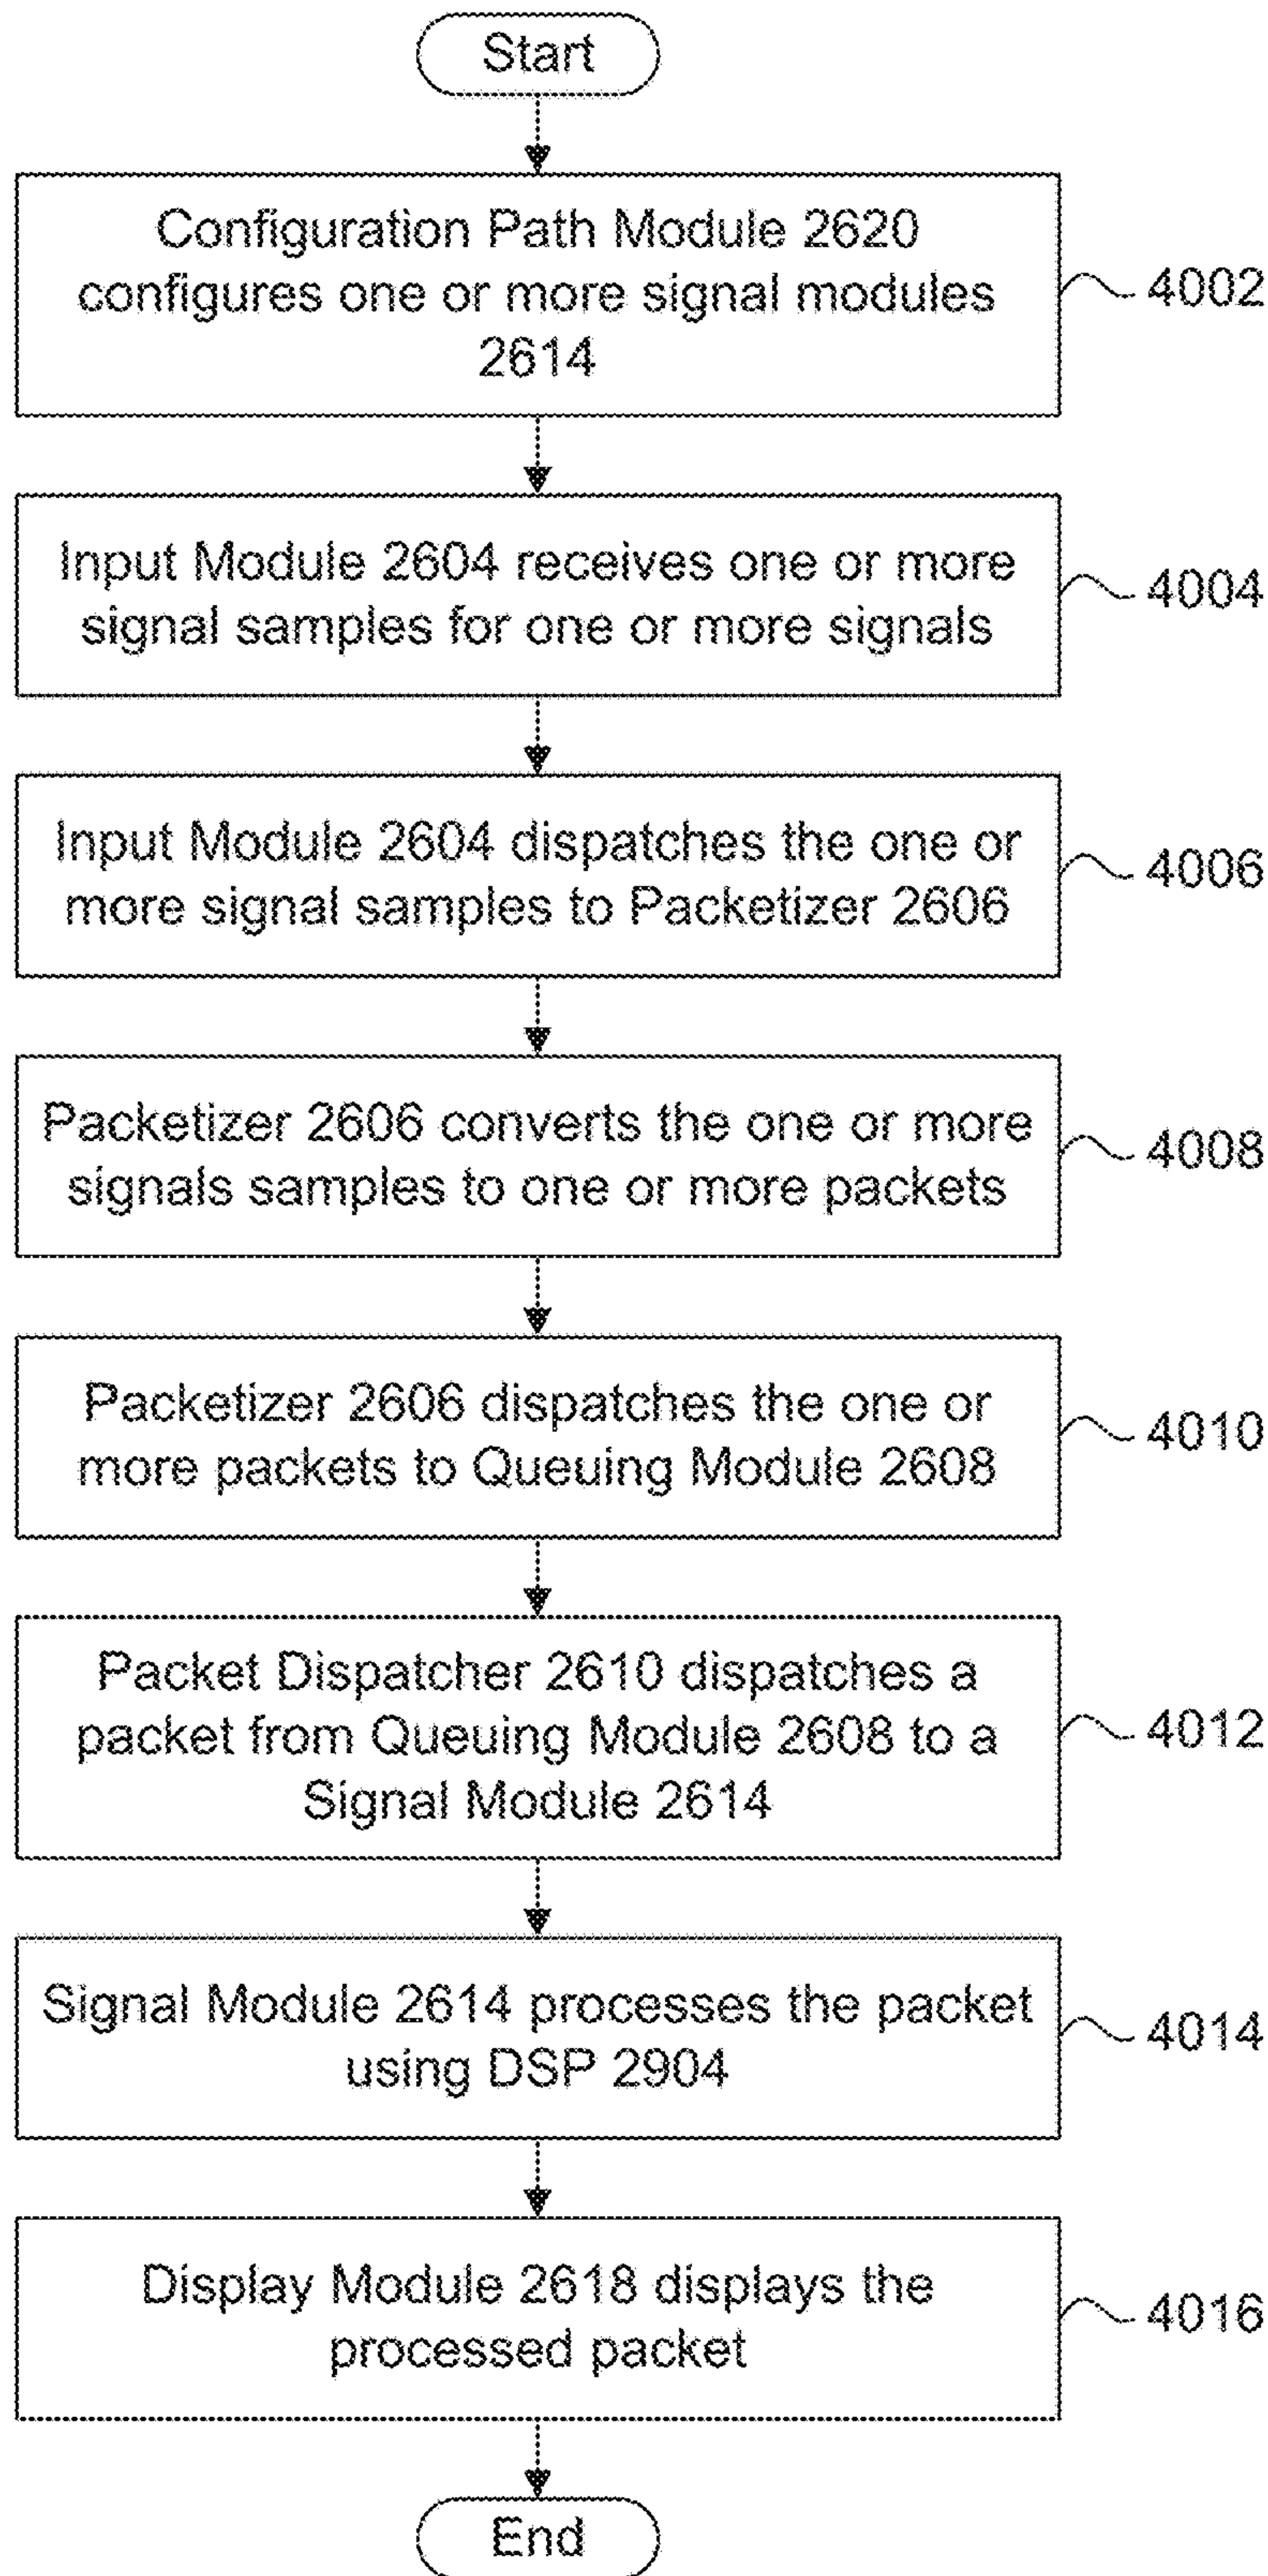 Start
Configuration Path Module 2620
configures one or more signal modules
2614
4002
Input Module 2604 receives one or more
signal samples for one or more signals
4004
Input Module 2604 dispatches the one or
more signal samples to Packetizer 2606
4006
Packetizer 2606 converts the one or more
signals samples to one or more packets
4008
Packetizer 2606 dispatches the one or
more packets to Queuing Module 2608
4010
Packet Dispatcher 2610 dispatches a
packet from Queuing Module 2608 to a
Signal Module 2614
4012
Signal Module 2614 processes the packet
using DSP 2904
4014
Display Module 2618 displays the
processed packet
4016
End